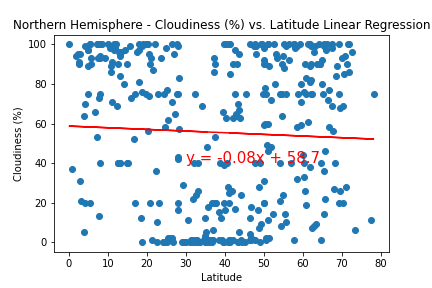 Northern Hemisphere - Cloudiness (%) vs. Latitude Linear Regression
100
80
60
40
20
0
Cloudiness (%)
y = -0.08x + 58.7
0 10 20 30 40 50 60 70 80
Latitude